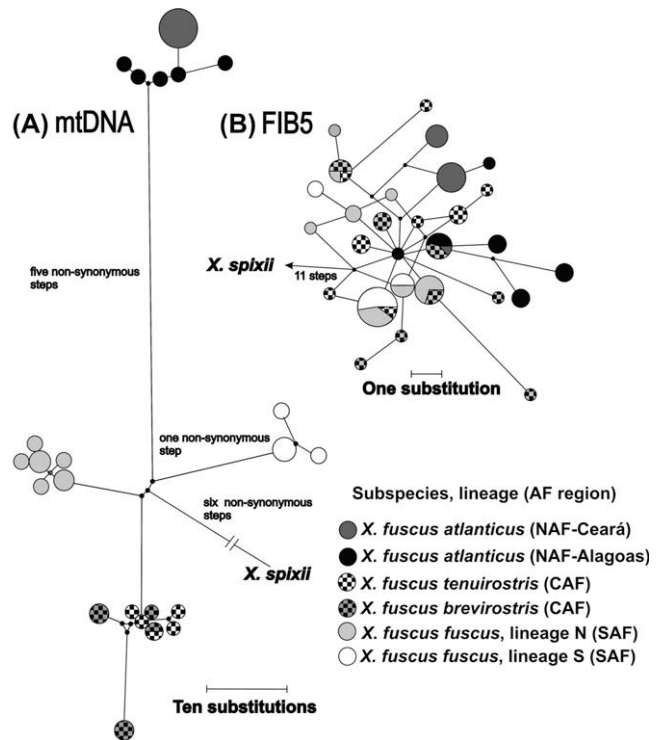 (A) mtDNA
(B) FIB5
five non-synonymous
steps
X. spixii
11 steps
One substitution
one non-synonymous
step
six non-synonymous
steps
X. spixii
Ten substitutions
Subspecies, lineage (AF region)
X. fuscus atlanticus (NAF-Ceará)
X. fuscus atlanticus (NAF-Alagoas)
X. fuscus tenuirostris (CAF)
X. fuscus brevirostris (CAF)
X. fuscus fuscus, lineage N (SAF)
X. fuscus fuscus, lineage S (SAF)